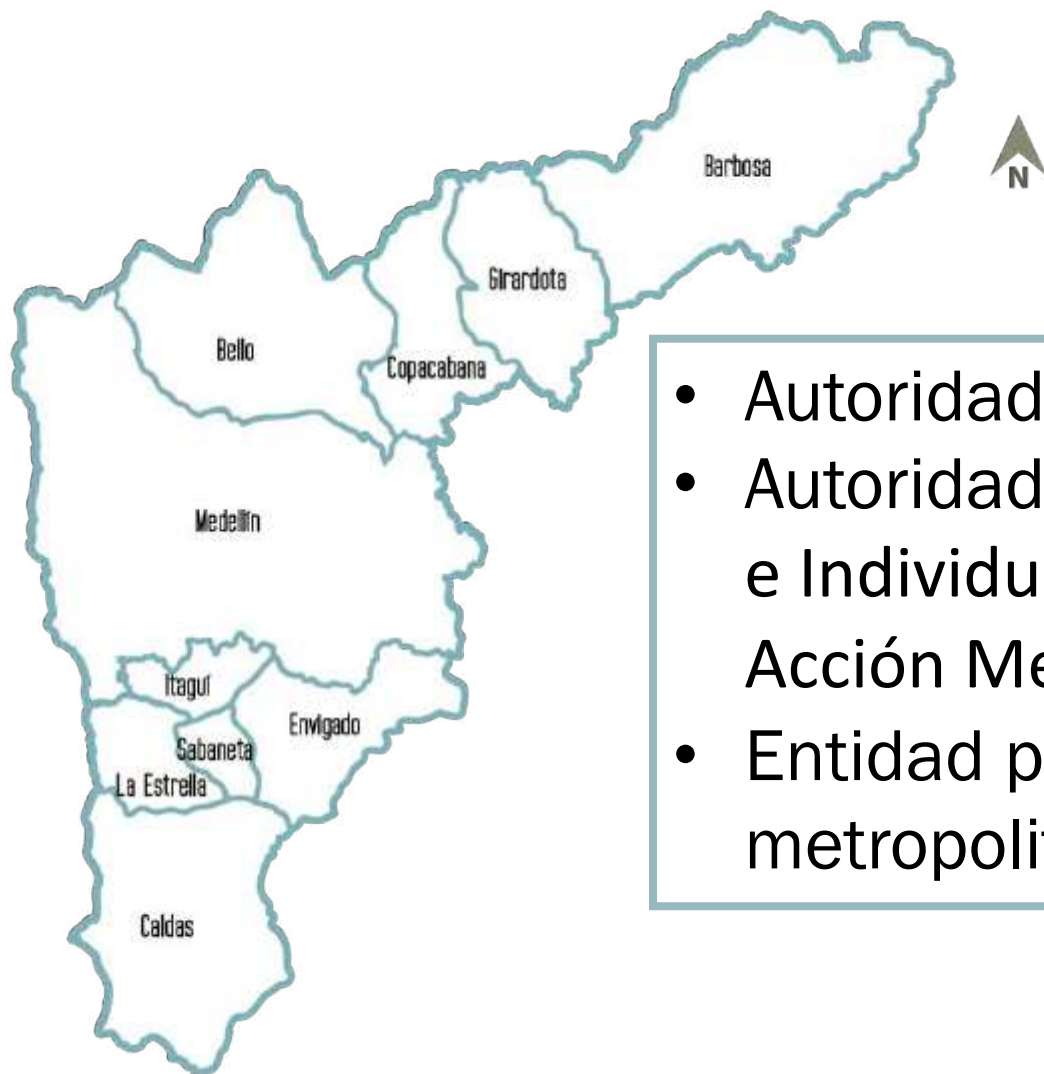 Barbosa
N
Girardota
Bello
Copacabana
Medellín
Itaguí
Envigado
Sabaneta
La Estrella
Caldas
• Autoridad
• Autoridad
e Individu
Acción Me
• Entidad p
metropolit